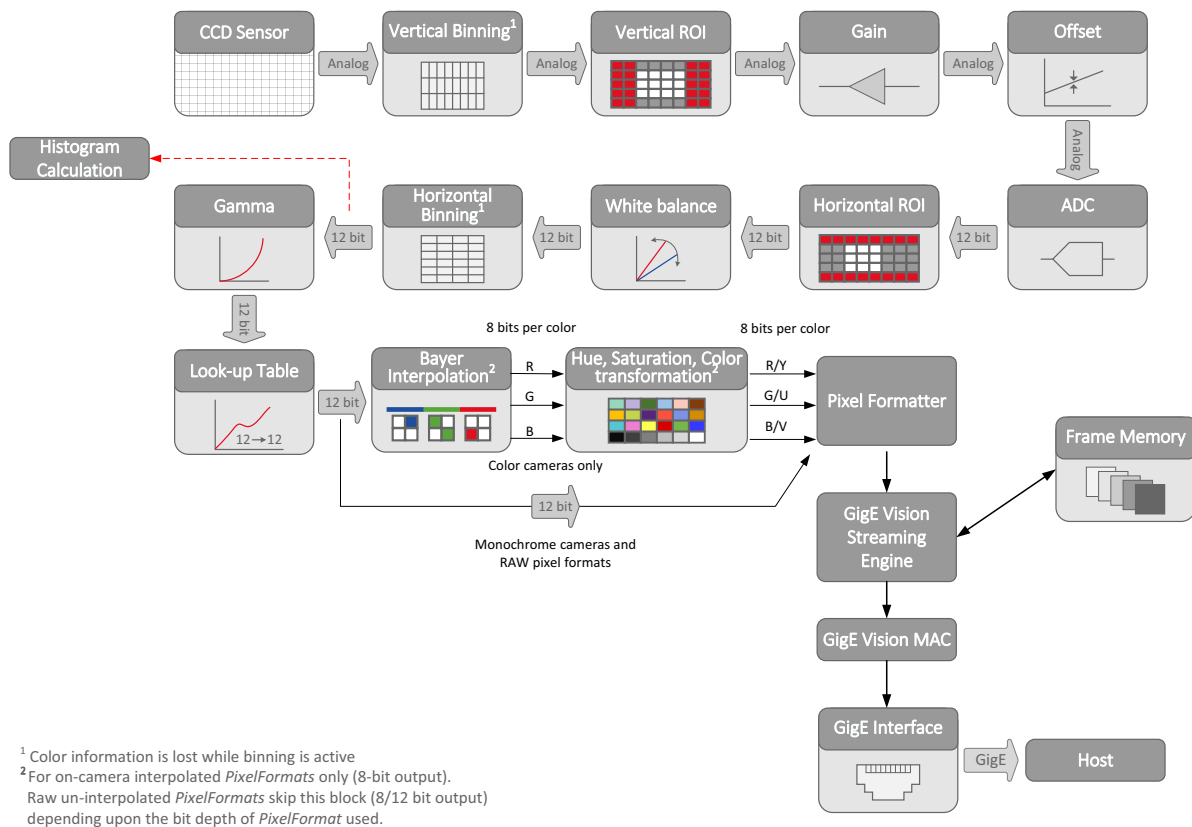 CCD Sensor
Analog
Vertical Binning1
Analog
Vertical ROI
Analog
Gain
Analog
Offset
Analog
Histogram
Calculation
Gamma
12 bit
Horizontal
Binning1
12 bit
White balance
12 bit
Horizontal ROI
12 bit
ADC
12 bit
8 bits per color
8 bits per color
Look-up Table
12→12
12 bit
Bayer
Interpolation2
R
G
B
Hue, Saturation, Color
transformation2
R/Y
G/U
B/V
Pixel Formatter
Color cameras only
12 bit
Monochrome cameras and
RAW pixel formats
Frame Memory
GigE Vision
Streaming
Engine
GigE Vision MAC
GigE Interface
GigE
Host
1 Color information is lost while binning is active
2 For on-camera interpolated PixelFormats only (8-bit output).
Raw un-interpolated PixelFormats skip this block (8/12 bit output)
depending upon the bit depth of PixelFormat used.